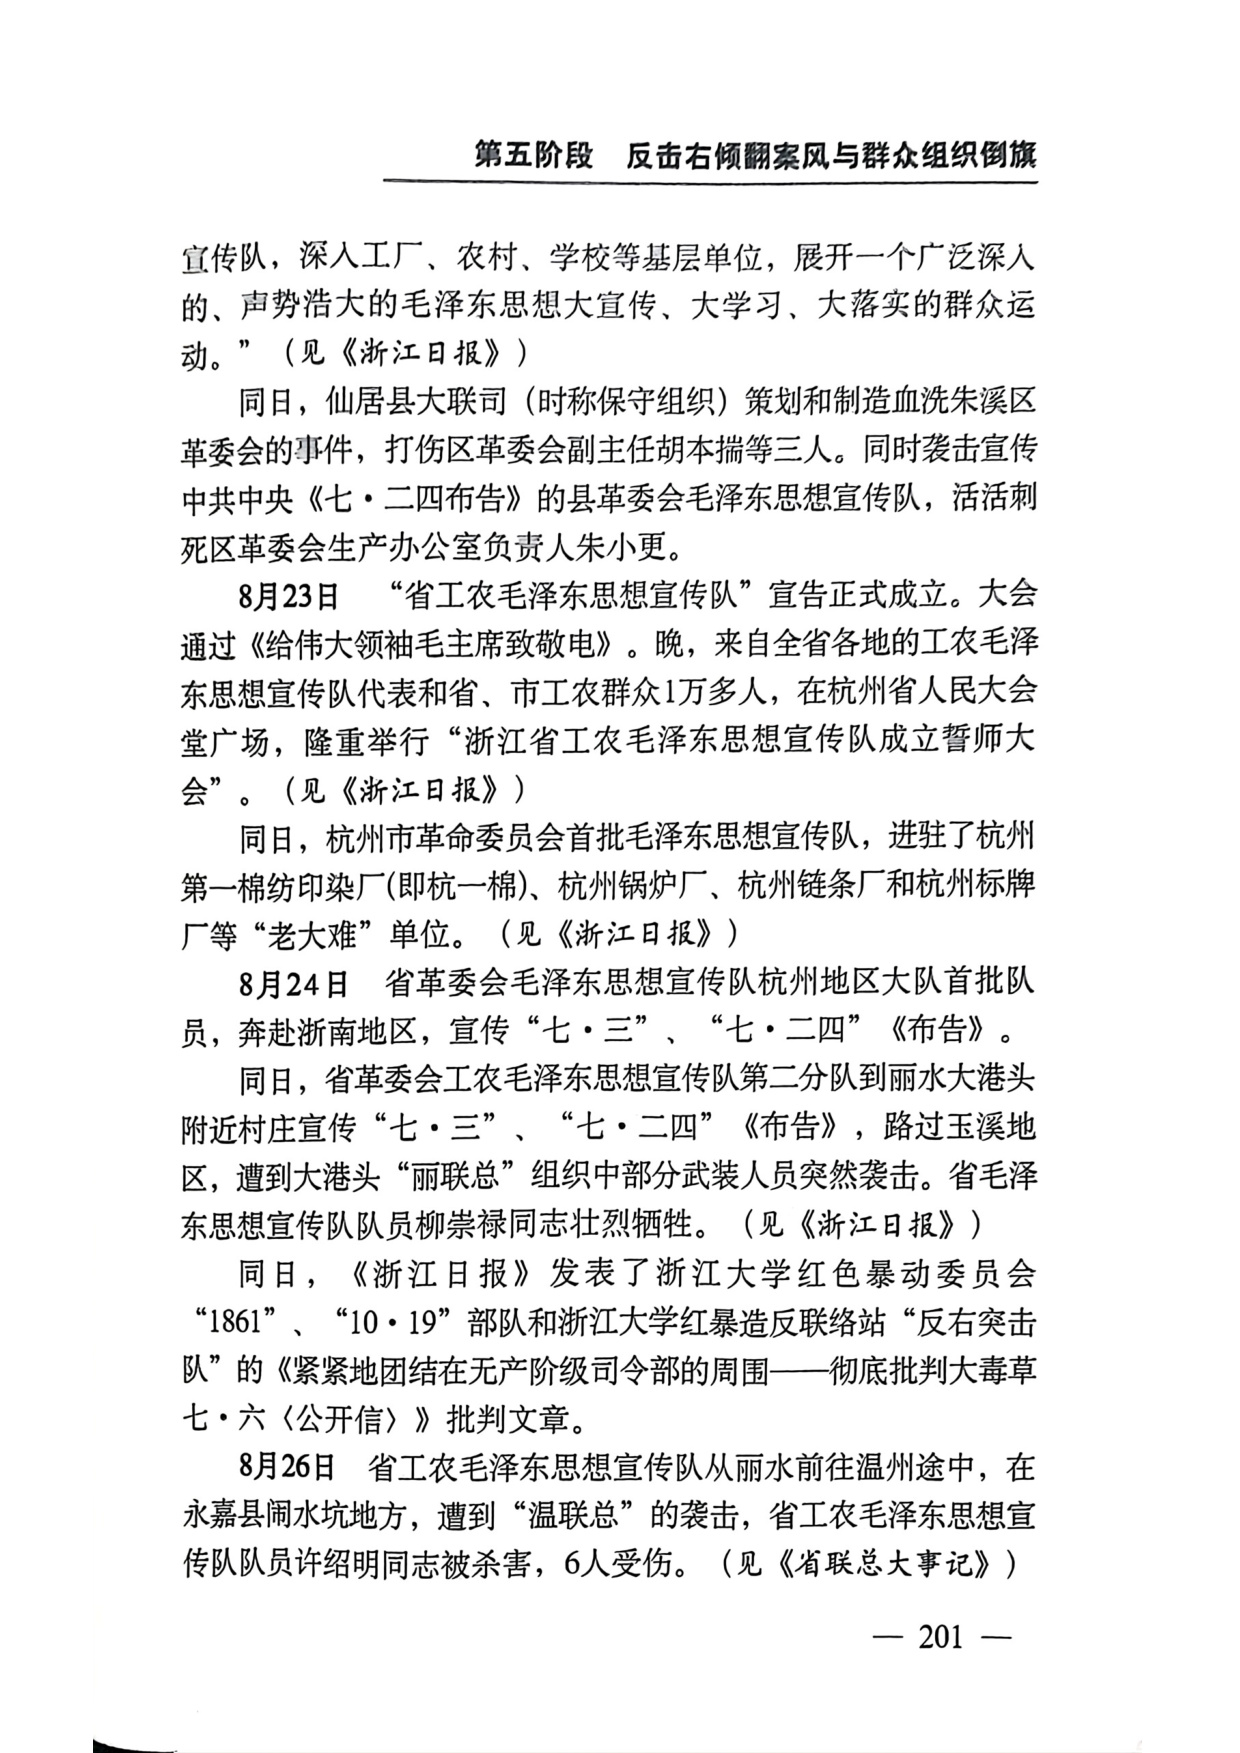 第五阶段　反击右倾翻案风与群众组织倒旗
宣传队，深入工厂、农村、学校等基层单位，展开一个广泛深入
的、声势浩大的毛泽东思想大宣传、大学习、大落实的群众运
动。”（见《浙江日报》）
同日，仙居县大联司（时称保守组织）策划和制造血洗朱溪区
革委会的事件，打伤区革委会副主任胡本揣等三人。同时袭击宣传
中共中央《七·二四布告》的县革委会毛泽东思想宣传队，活活刺
死区革委会生产办公室负责人朱小更。
8月23日　“省工农毛泽东思想宣传队”宣告正式成立。大会
通过《给伟大领袖毛主席致敬电》。晚，来自全省各地的工农毛泽
东思想宣传队代表和省、市工农群众1万多人，在杭州省人民大会
堂广场，隆重举行“浙江省工农毛泽东思想宣传队成立誓师大
会”。（见《浙江日报》）
同日，杭州市革命委员会首批毛泽东思想宣传队，进驻了杭州
第一棉纺印染厂(即杭一棉)、杭州锅炉厂、杭州链条厂和杭州标牌
厂等“老大难”单位。（见《浙江日报》）
8月24日　省革委会毛泽东思想宣传队杭州地区大队首批队
员，奔赴浙南地区，宣传“七·三”、“七·二四”《布告》。
同日，省革委会工农毛泽东思想宣传队第二分队到丽水大港头
附近村庄宣传“七·三”、“七·二四”《布告》，路过玉溪地
区，遭到大港头“丽联总”组织中部分武装人员突然袭击。省毛泽
东思想宣传队队员柳崇禄同志壮烈牺牲。（见《浙江日报》）
同日，《浙江日报》发表了浙江大学红色暴动委员会
“1861”、“10·19”部队和浙江大学红暴造反联络站“反右突击
队”的《紧紧地团结在无产阶级司令部的周围——彻底批判大毒草
七·六〈公开信〉》批判文章。
8月26日　省工农毛泽东思想宣传队从丽水前往温州途中，在
永嘉县闹水坑地方，遭到“温联总”的袭击，省工农毛泽东思想宣
传队队员许绍明同志被杀害，6人受伤。（见《省联总大事记》）
— 201 —